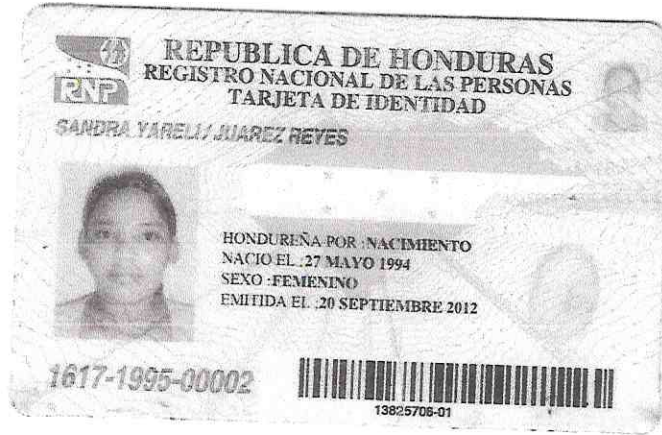 REPUBLICA DE HONDURAS
REGISTRO NACIONAL DE LAS PERSONAS
TARJETA DE IDENTIDAD
RNP
SANDRA YARELI / JUAREZ REYES
HONDUREÑA POR :NACIMIENTO
NACIO EL :27 MAYO 1994
SEXO :FEMENINO
EMITIDA EL :20 SEPTIEMBRE 2012
1617-1995-00002
13825706-01